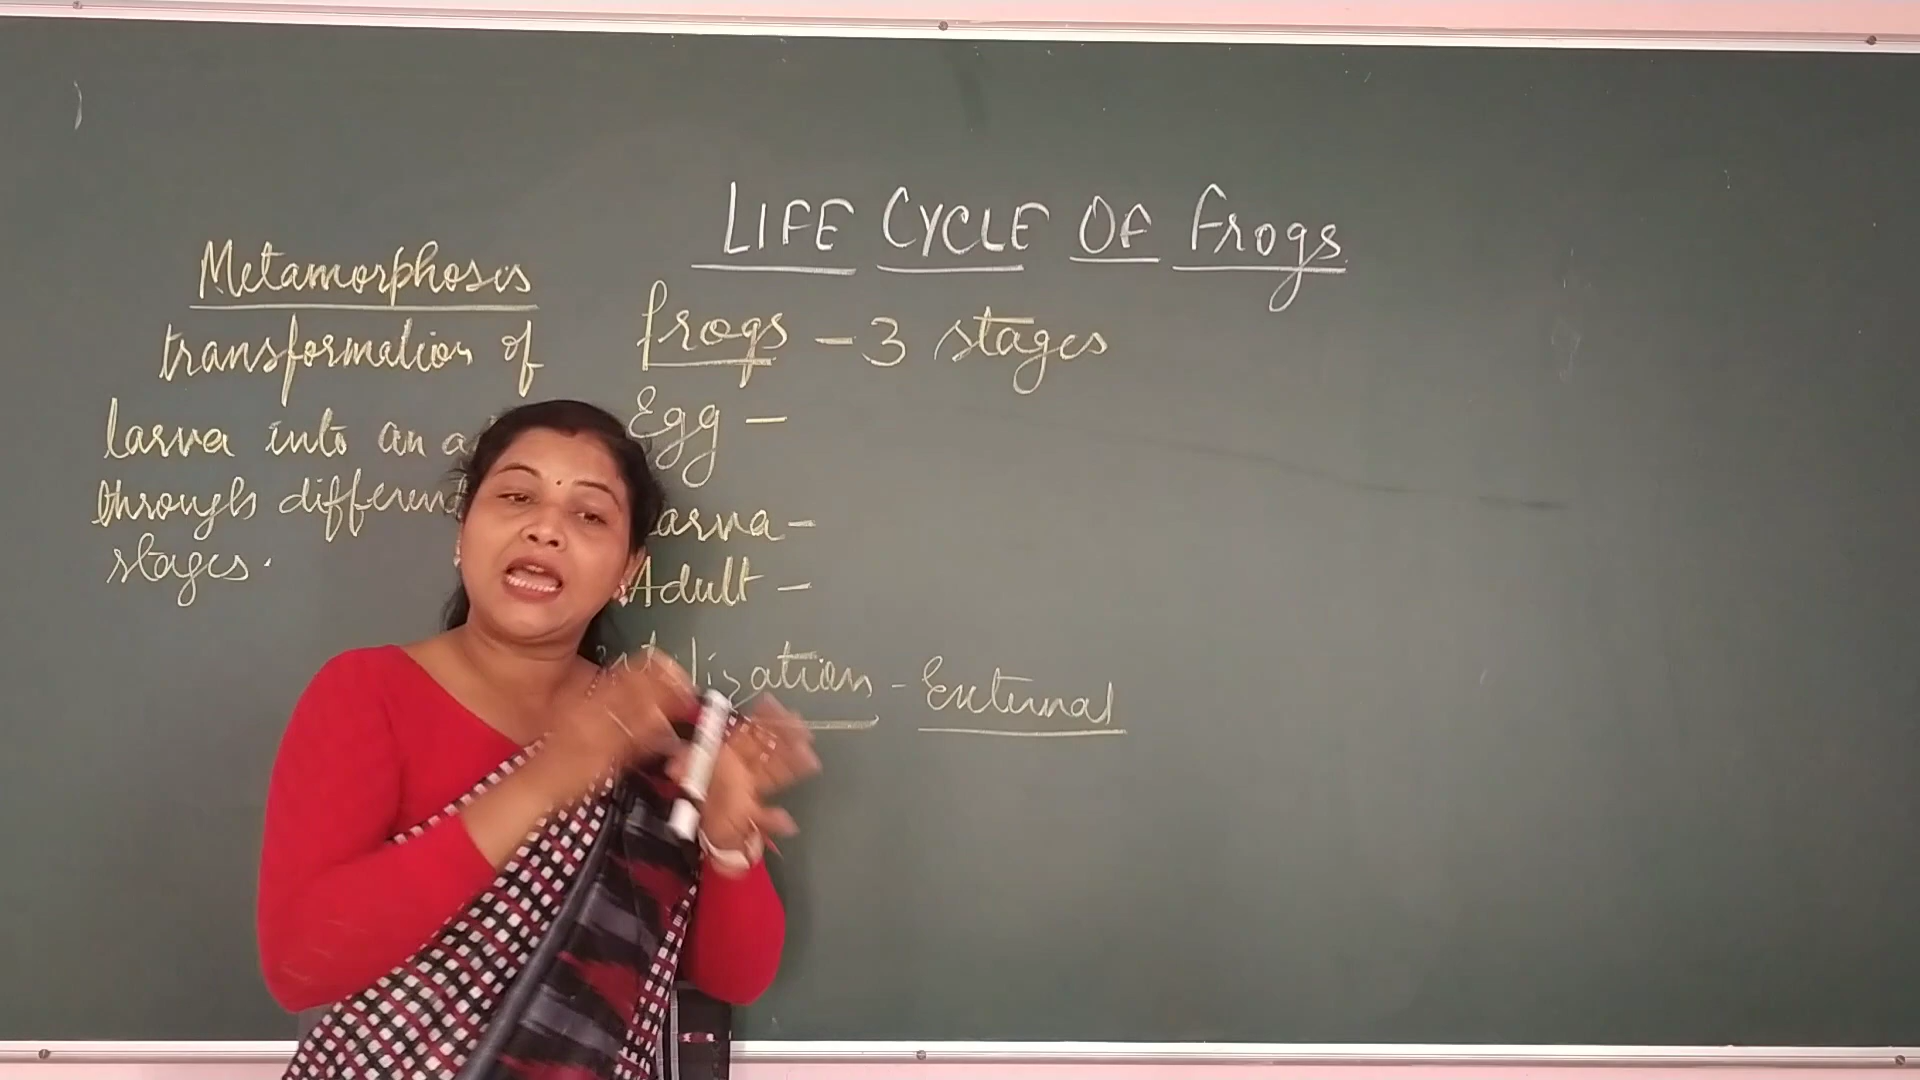 LIFE CYCLE OF Frogs.
Metamorphosis
transformation of
larva into an
through different
stages.
frogs - 3 stages
Egg -
Larva -
Adult -
- External